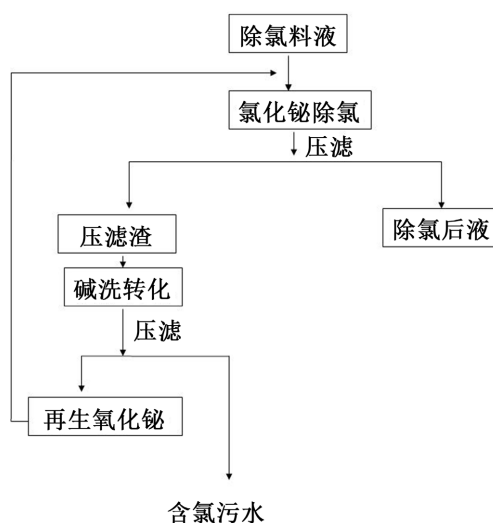 除氯料液
氯化铋除氯
压滤
压滤渣
除氯后液
碱洗转化
压滤
再生氧化铋
含氯污水